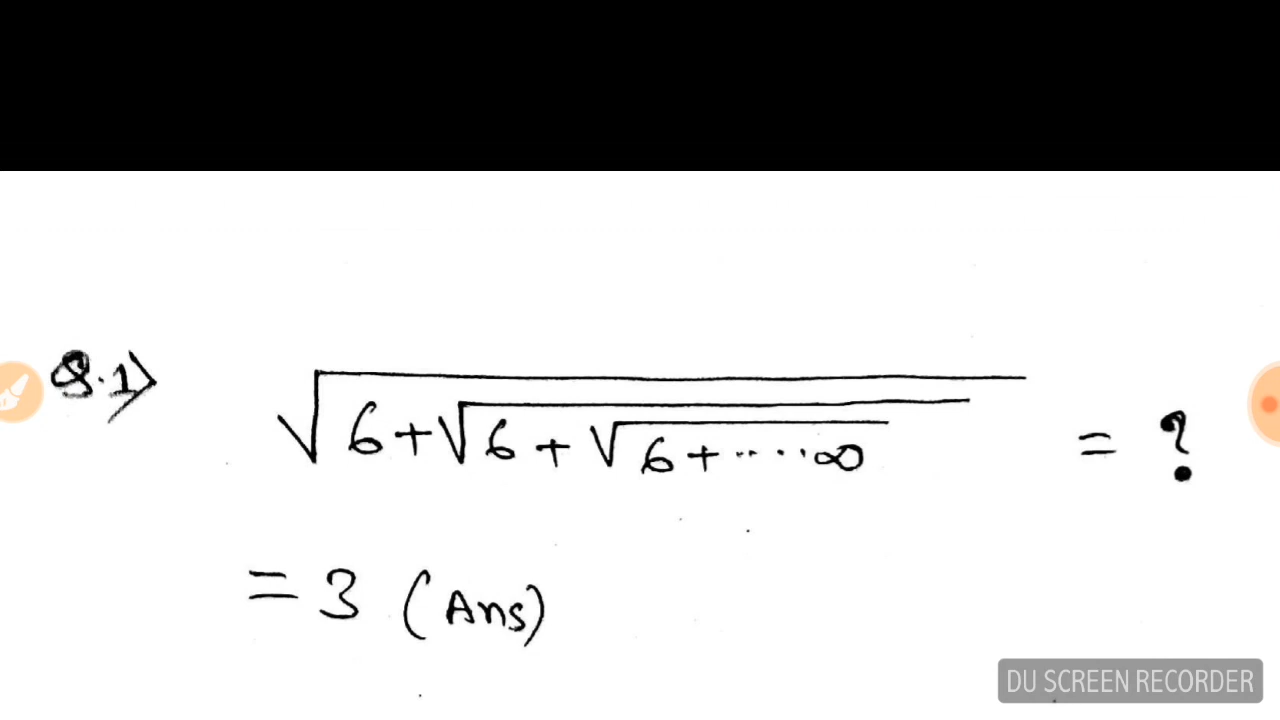 Q.1) √6+√6+√6+.....∞ = ?
= 3 (Ans)
DU SCREEN RECORDER